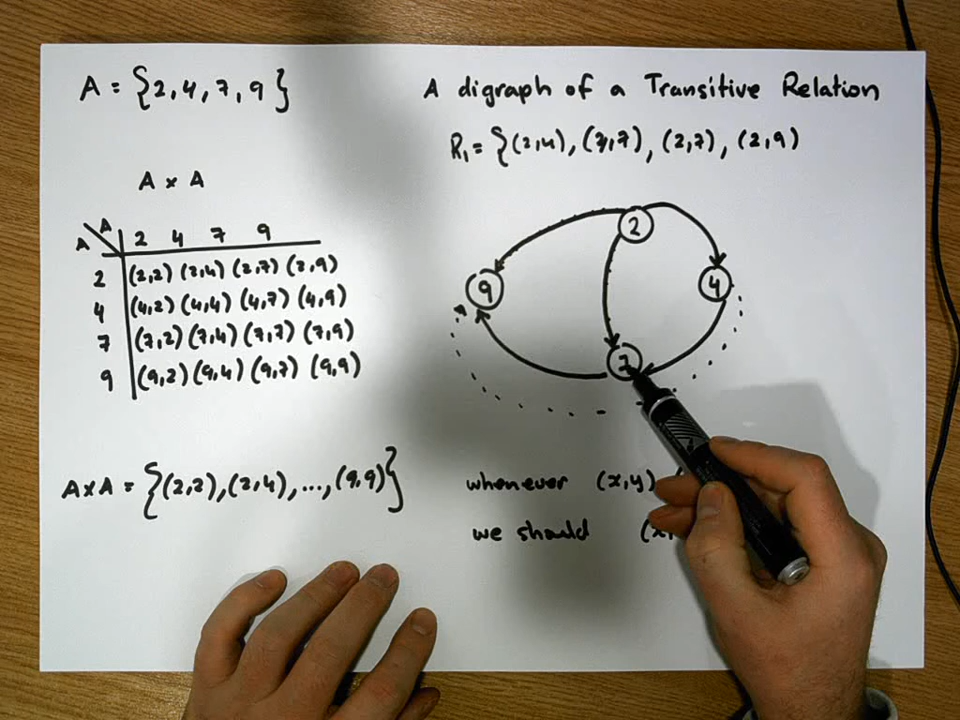 A = {2, 4, 7, 9}
A × A
A A 2 4 7 9
2 (2,2) (2,4) (2,7) (2,9)
4 (4,2) (4,4) (4,7) (4,9)
7 (7,2) (7,4) (7,7) (7,9)
9 (9,2) (9,4) (9,7) (9,9)
A×A = {(2,2), (2,4), ..., (9,9)}
A digraph of a Transitive Relation
R₁ = {(2,4), (7,7), (2,7), (2,9)
2
9
4
7
whenever (x,y)
we should (x,